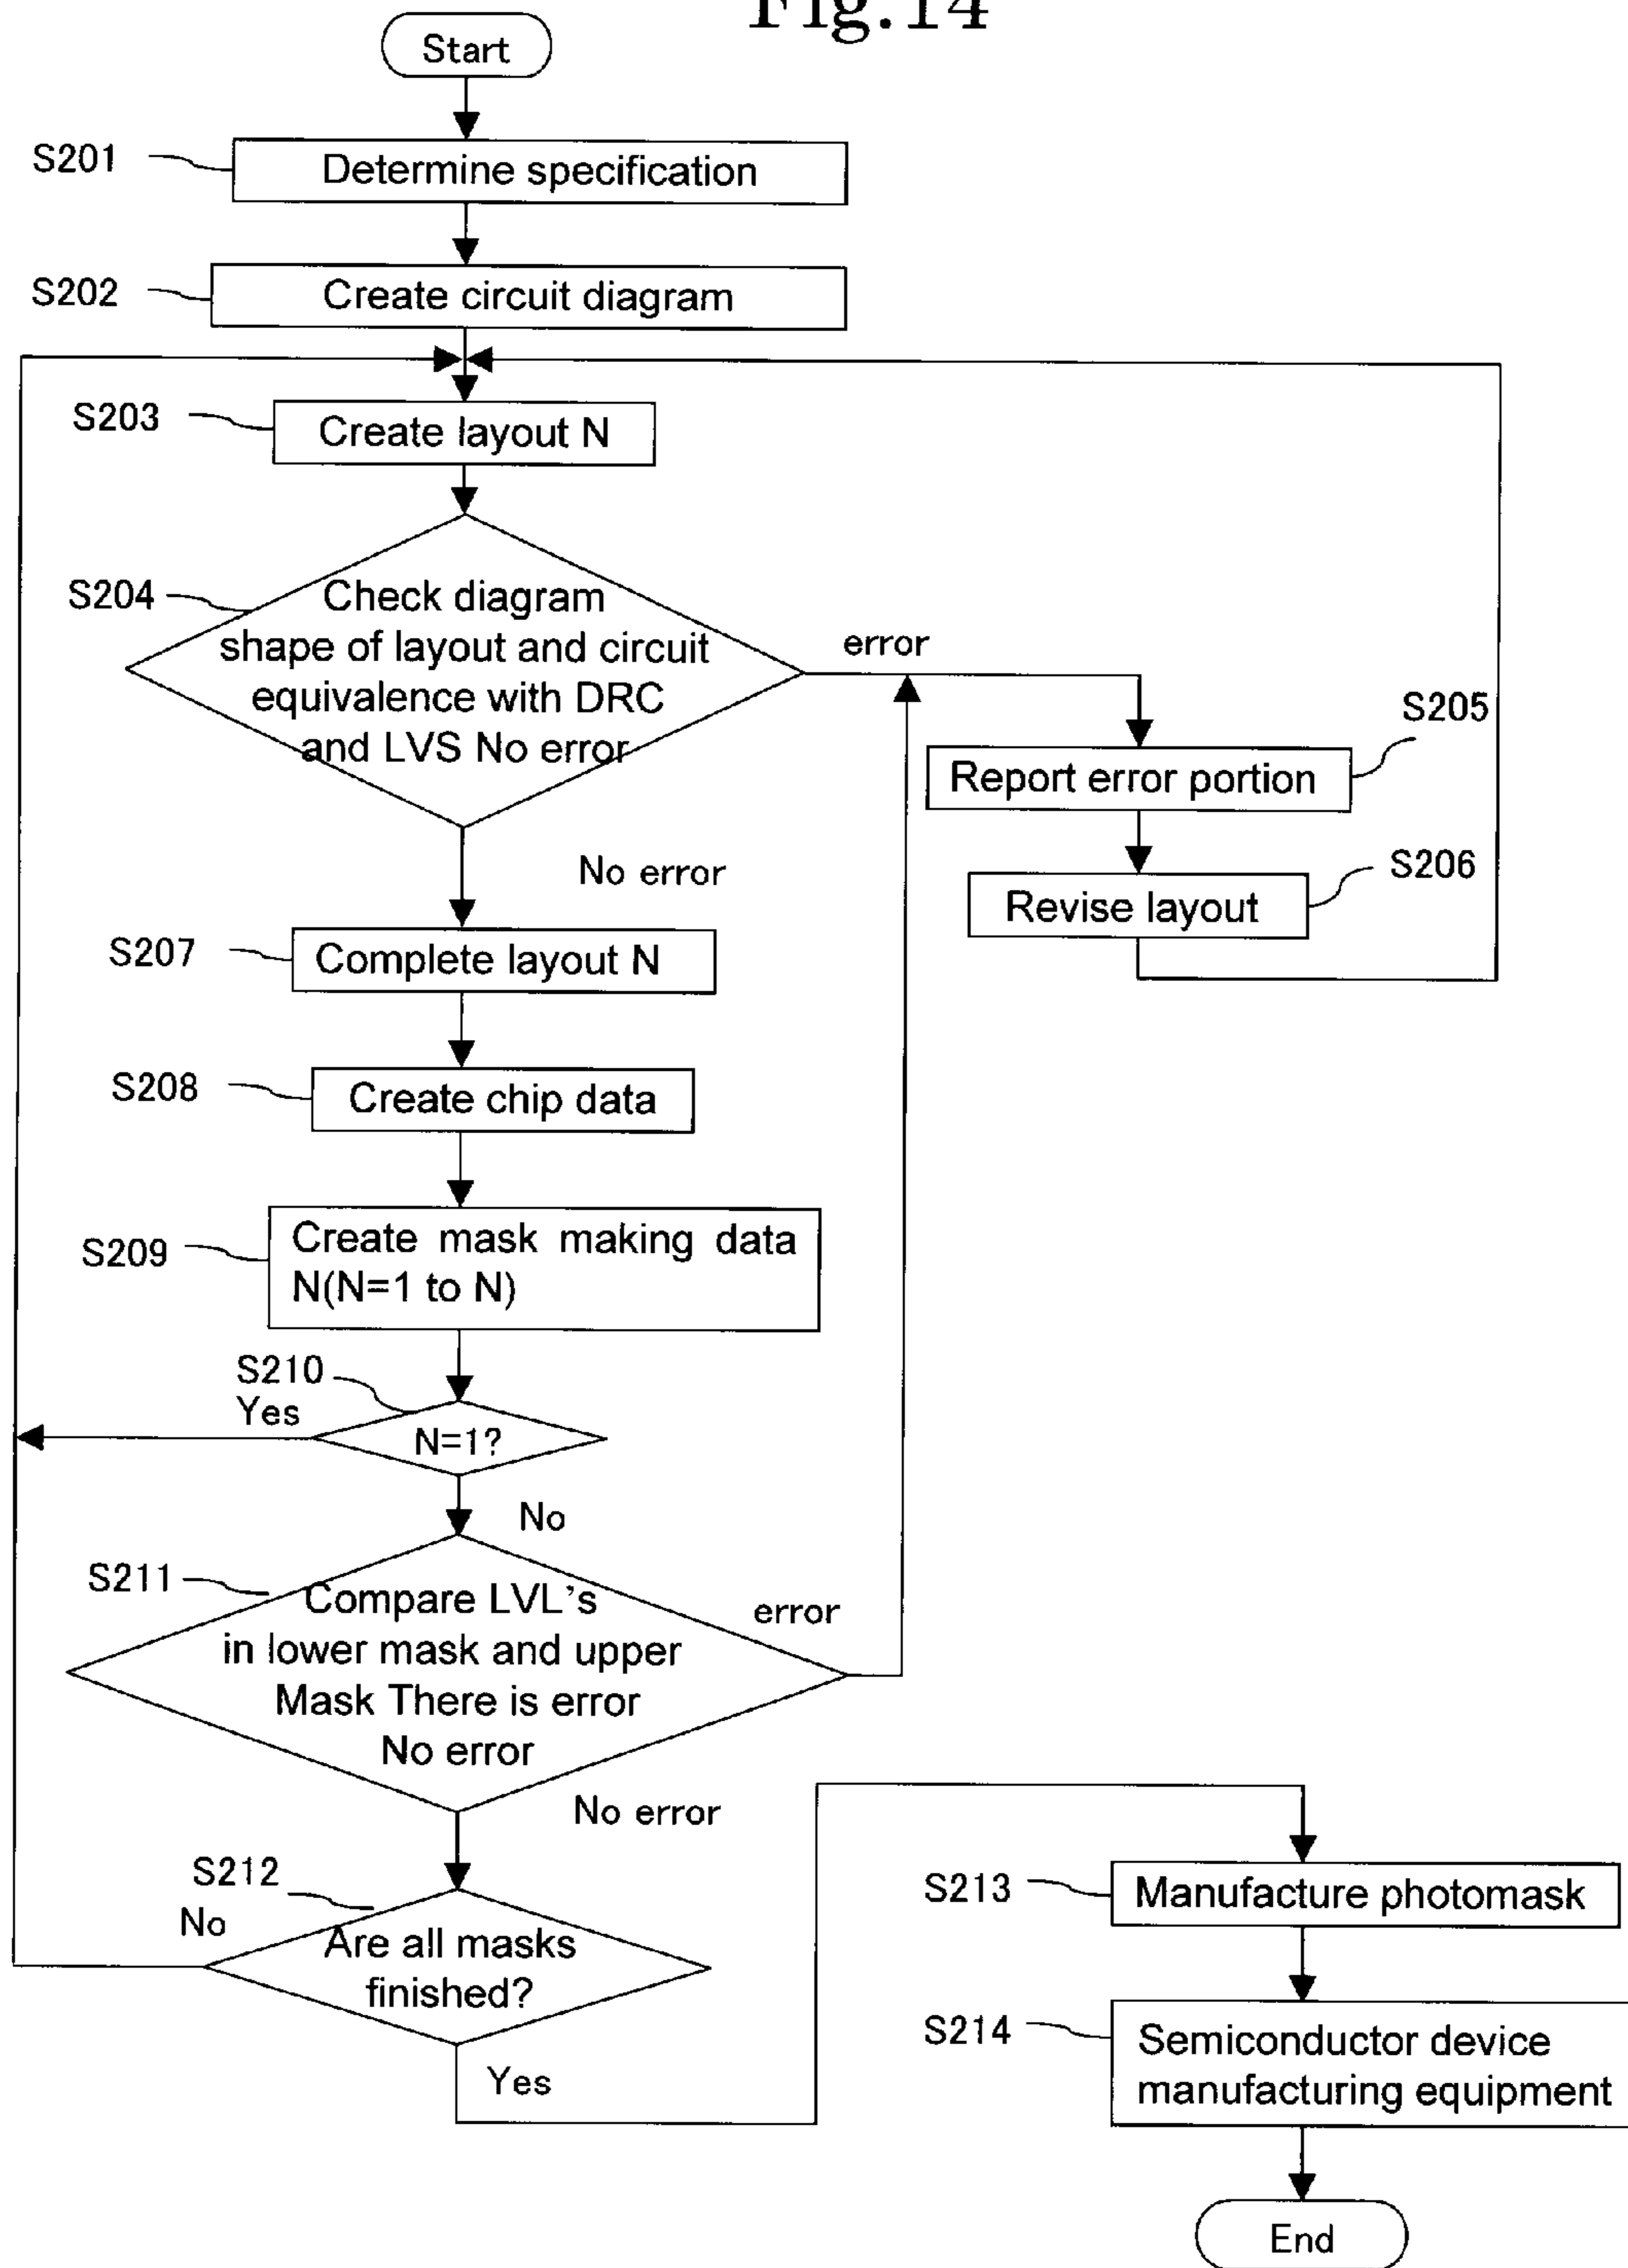 Fig.14
Start
S201
Determine specification
S202
Create circuit diagram
S203
Create layout N
S204
Check diagram
shape of layout and circuit
equivalence with DRC
and LVS No error
error
S205
Report error portion
S206
Revise layout
No error
S207
Complete layout N
S208
Create chip data
S209
Create mask making data
N(N=1 to N)
S210
Yes
N=1?
No
S211
Compare LVL's
in lower mask and upper
Mask There is error
No error
error
No error
S212
No
Are all masks
finished?
Yes
S213
Manufacture photomask
S214
Semiconductor device
manufacturing equipment
End